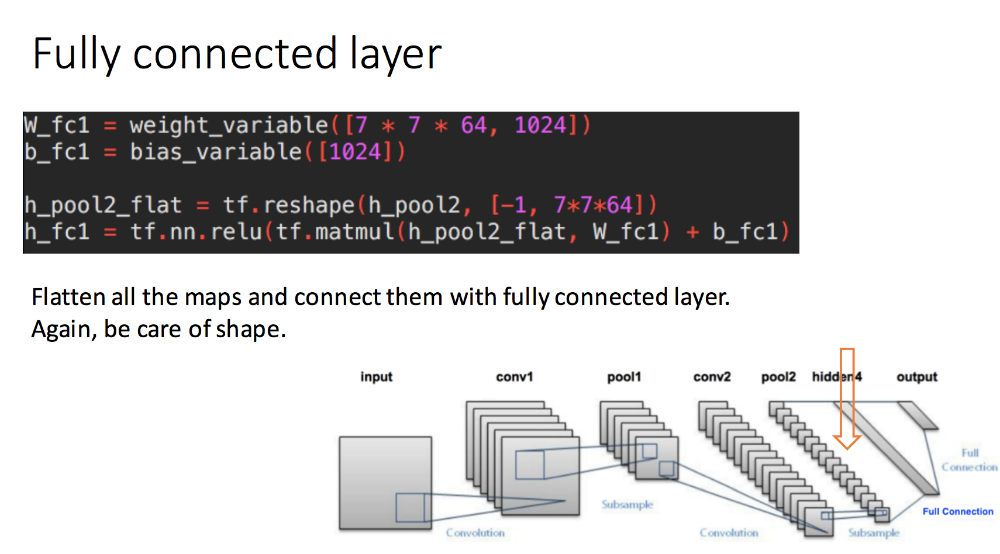 Fully connected layer
W_fc1 = weight_variable([7 * 7 * 64, 1024])
b_fc1 = bias_variable([1024])
h_pool2_flat = tf.reshape(h_pool2, [-1, 7*7*64])
h_fc1 = tf.nn.relu(tf.matmul(h_pool2_flat, W_fc1) + b_fc1)
Flatten all the maps and connect them with fully connected layer.
Again, be care of shape.
input conv1 pool1 conv2 pool2 hidden4 output
Full
Connection
Subsample
Full Connection
Convolution Convolution Subsample